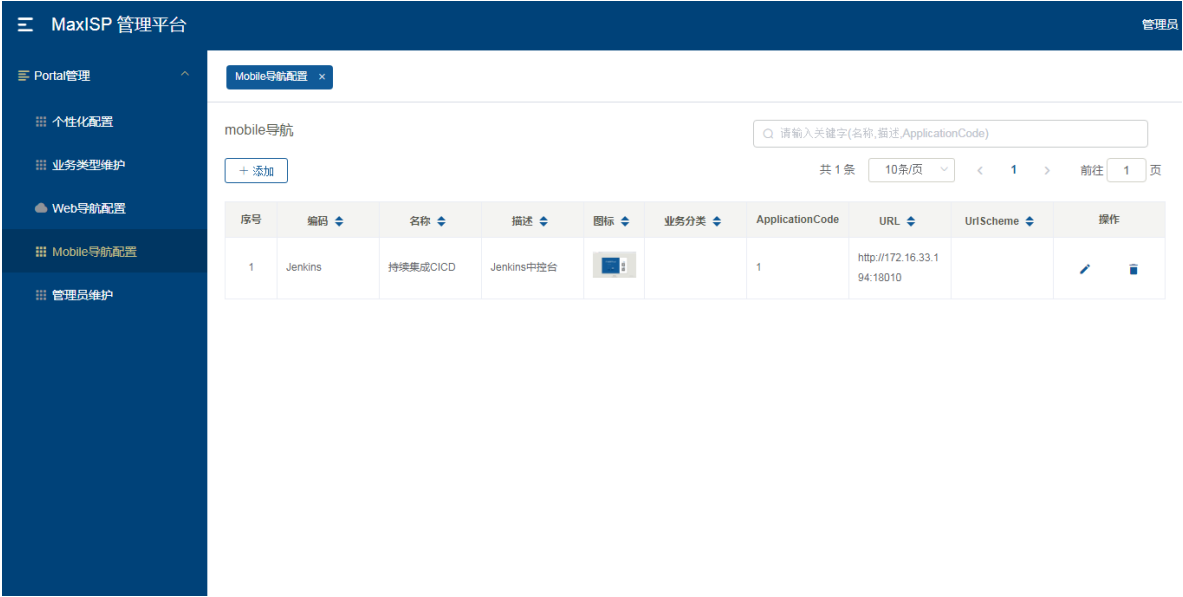 MaxISP 管理平台
管理员
Portal管理
个性化配置
业务类型维护
Web导航配置
Mobile导航配置
管理员维护
Mobile导航配置 ×
mobile导航
请输入关键字(名称,描述,ApplicationCode)
+ 添加
共 1 条 10条/页 < 1 > 前往 1 页
序号 编码 名称 描述 图标 业务分类 ApplicationCode URL UrlScheme 操作
1 Jenkins 持续集成CICD Jenkins中控台 1 http://172.16.33.1
94:18010